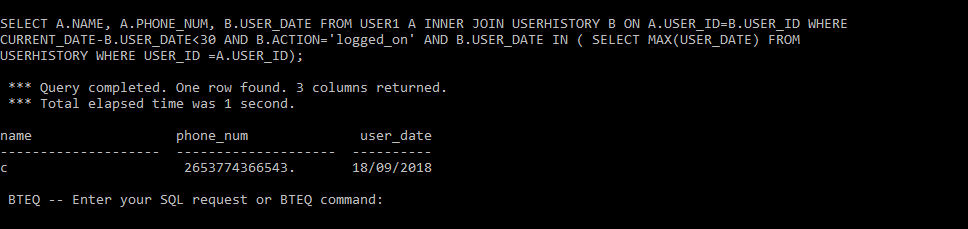 SELECT A.NAME, A.PHONE_NUM, B.USER_DATE FROM USER1 A INNER JOIN USERHISTORY B ON A.USER_ID=B.USER_ID WHERE
CURRENT_DATE-B.USER_DATE<30 AND B.ACTION='logged_on' AND B.USER_DATE IN ( SELECT MAX(USER_DATE) FROM
USERHISTORY WHERE USER_ID =A.USER_ID);
*** Query completed. One row found. 3 columns returned.
*** Total elapsed time was 1 second.
name phone_num user_date
-------------------- -------------------- ----------
c 2653774366543. 18/09/2018
BTEQ -- Enter your SQL request or BTEQ command: